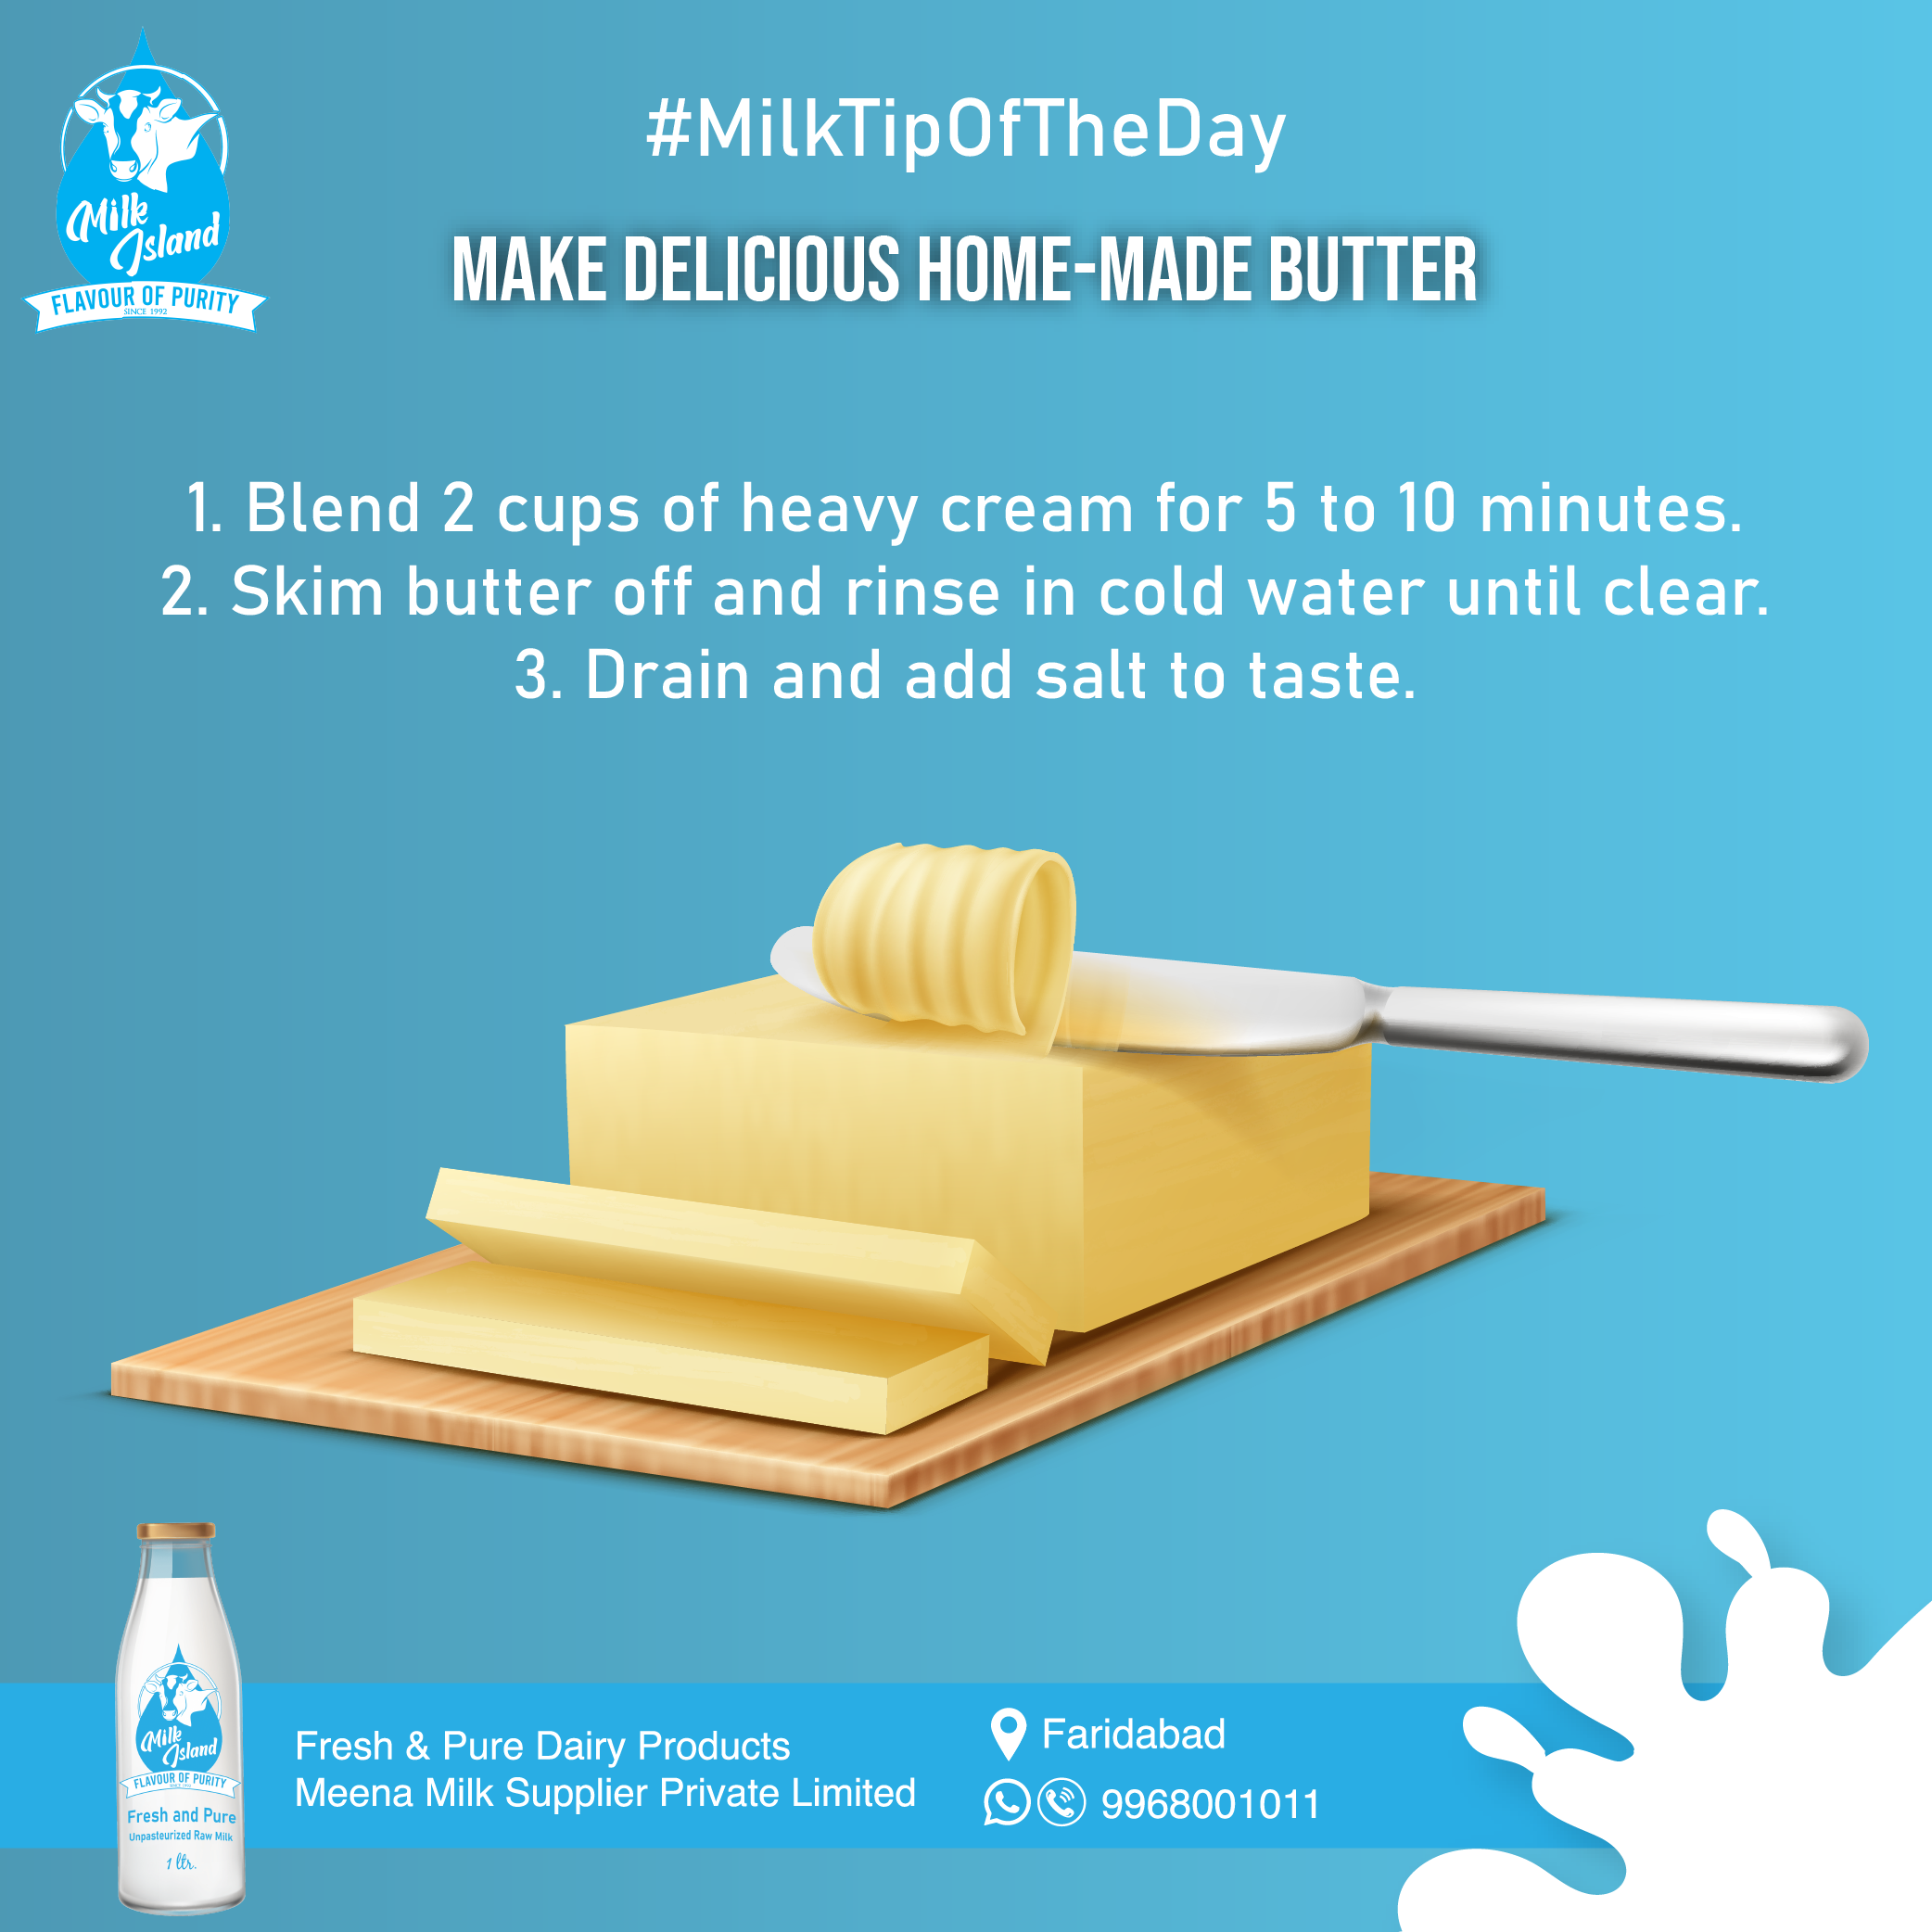 Milk
Island
FLAVOUR OF PURITY
SINCE 1992
#MilkTipOfTheDay
MAKE DELICIOUS HOME-MADE BUTTER
1. Blend 2 cups of heavy cream for 5 to 10 minutes.
2. Skim butter off and rinse in cold water until clear.
3. Drain and add salt to taste.
Milk
Island
FLAVOUR OF PURITY
SINCE 1992
Fresh and Pure
Unpasteurized Raw Milk
1 ltr.
Fresh & Pure Dairy Products
Meena Milk Supplier Private Limited
Faridabad
9968001011